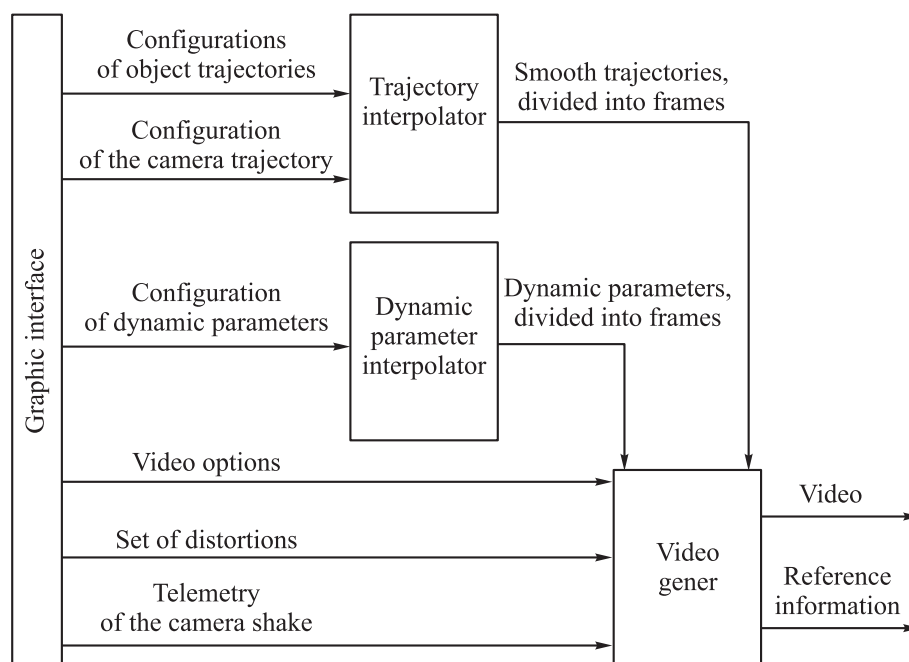 Graphic interface
Configurations
of object trajectories
Configuration
of the camera trajectory
Trajectory
interpolator
Smooth trajectories,
divided into frames
Configuration
of dynamic parameters
Dynamic
parameter
interpolator
Dynamic parameters,
divided into frames
Video options
Set of distortions
Telemetry
of the camera shake
Video
gener
Video
Reference
information